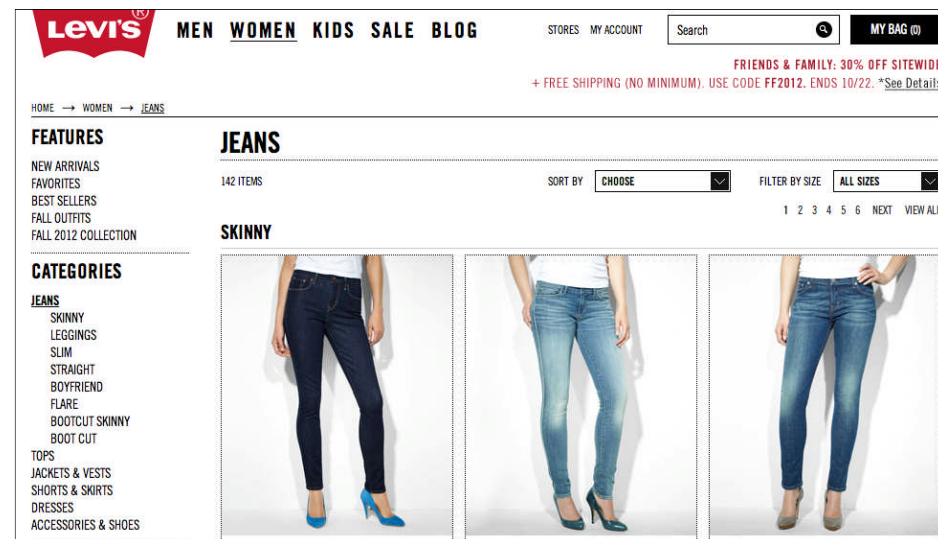 Levi's ®
MEN WOMEN KIDS SALE BLOG
STORES MY ACCOUNT
Search
MY BAG (0)
FRIENDS & FAMILY: 30% OFF SITEWIDE
+ FREE SHIPPING (NO MINIMUM). USE CODE FF2012. ENDS 10/22. *See Details
HOME → WOMEN → JEANS
FEATURES
NEW ARRIVALS
FAVORITES
BEST SELLERS
FALL OUTFITS
FALL 2012 COLLECTION
CATEGORIES
JEANS
SKINNY
LEGGINGS
SLIM
STRAIGHT
BOYFRIEND
FLARE
BOOTCUT SKINNY
BOOT CUT
TOPS
JACKETS & VESTS
SHORTS & SKIRTS
DRESSES
ACCESSORIES & SHOES
JEANS
142 ITEMS
SORT BY CHOOSE
FILTER BY SIZE ALL SIZES
1 2 3 4 5 6 NEXT VIEW ALL
SKINNY